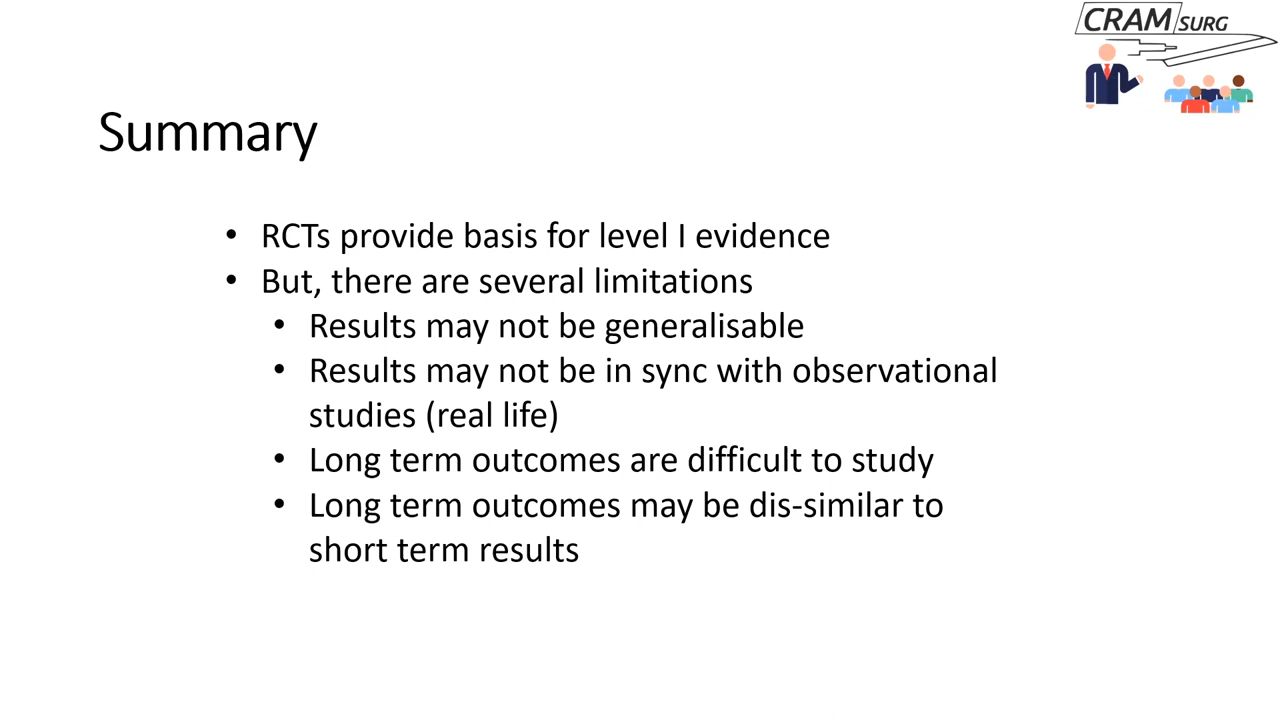 CRAM SURG
Summary
• RCTs provide basis for level I evidence
• But, there are several limitations
• Results may not be generalisable
• Results may not be in sync with observational
studies (real life)
• Long term outcomes are difficult to study
• Long term outcomes may be dis-similar to
short term results